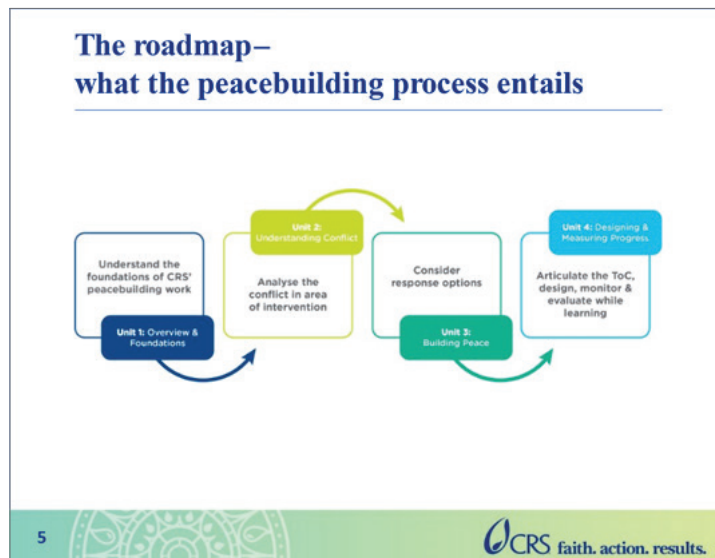 The roadmap–
what the peacebuilding process entails
Understand the
foundations of CRS'
peacebuilding work
Unit 1: Overview &
Foundations
Unit 2:
Understanding Conflict
Analyse the
conflict in area
of intervention
Consider
response options
Unit 3:
Building Peace
Unit 4: Designing &
Measuring Progress
Articulate the ToC,
design, monitor &
evaluate while
learning
5
CRS faith. action. results.